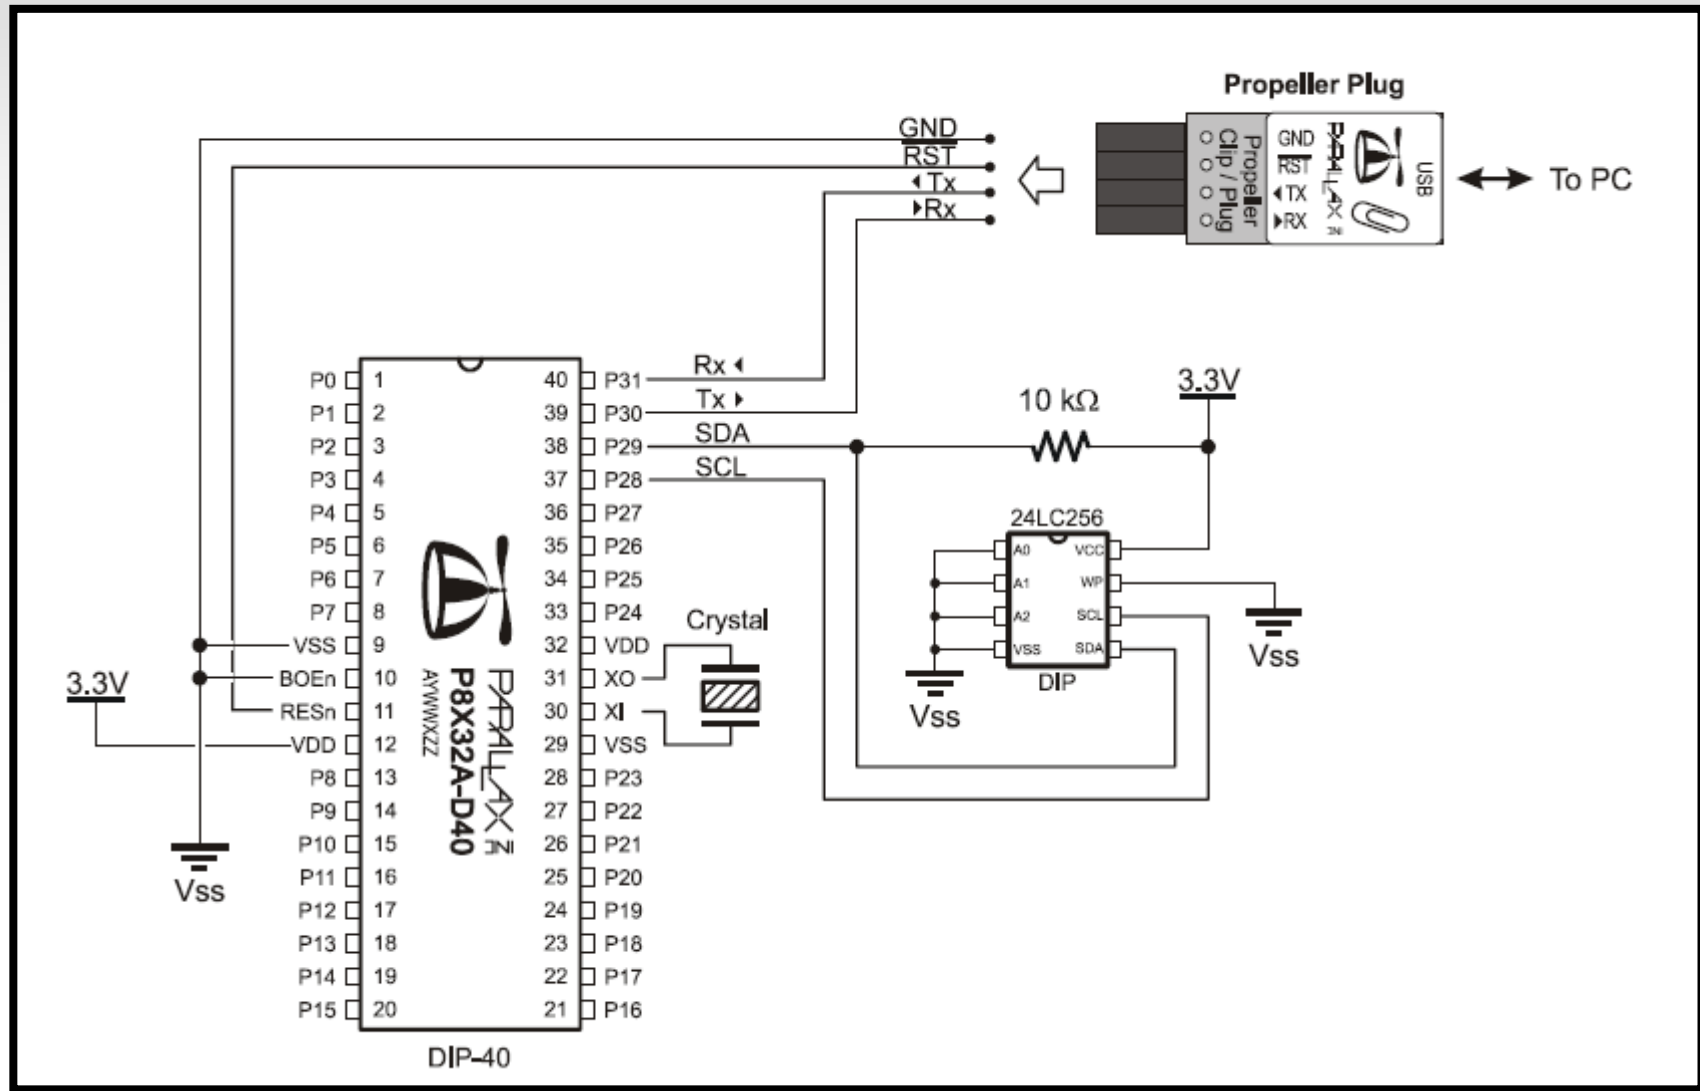 Propeller Plug
GND
RST
◂Tx
▸Rx
Propeller
Clip / Plug
GND
RST
◂TX
▸RX
PARALLAX INC
USB
To PC
Rx ◂
Tx ▸
SDA
SCL
10 kΩ
3.3V
24LC256
A0 VCC
A1 WP
A2 SCL
VSS SDA
DIP
Vss
Vss
Crystal
3.3V
Vss
P0 1 40 P31
P1 2 39 P30
P2 3 38 P29
P3 4 37 P28
P4 5 36 P27
P5 6 35 P26
P6 7 34 P25
P7 8 33 P24
VSS 9 32 VDD
BOEn 10 31 XO
RESn 11 30 XI
VDD 12 29 VSS
P8 13 28 P23
P9 14 27 P22
P10 15 26 P21
P11 16 25 P20
P12 17 24 P19
P13 18 23 P18
P14 19 22 P17
P15 20 21 P16
PARALLAX INC
P8X32A-D40
AYWWXZZ
DIP-40